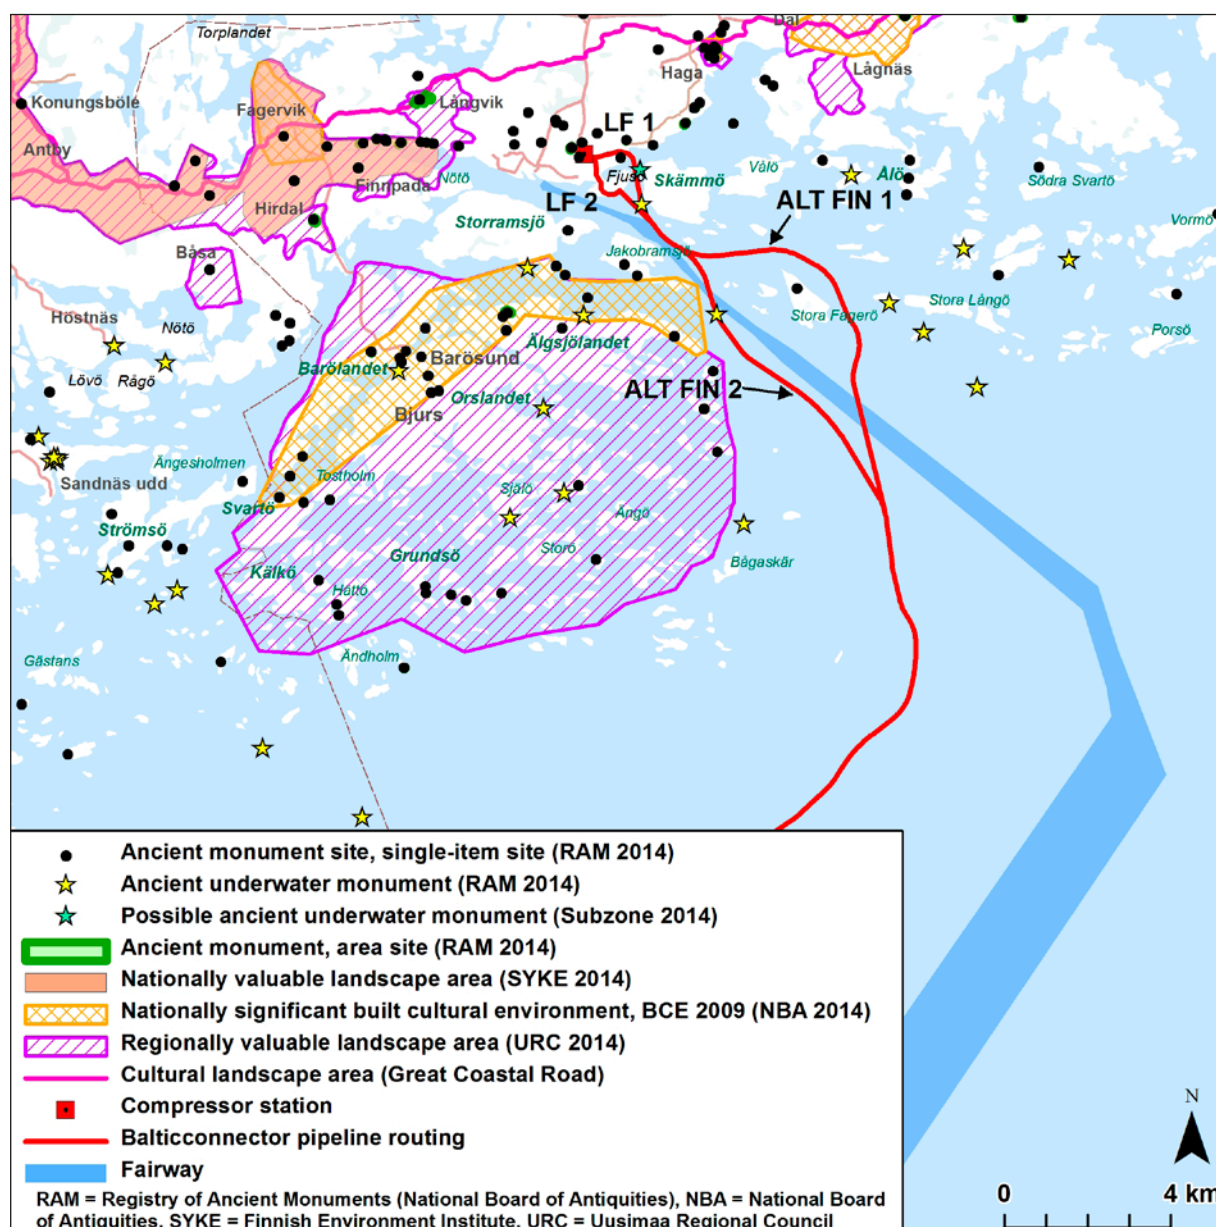 Torplandet
Dal
Haga
Lågnäs
Konungsböle
Fagervik
Långvik
LF 1
Antby
Finnpada
Nötö
Fjusö
Skämmö
Vålö
Älö
Södra Svartö
Hirdal
LF 2
ALT FIN 1
Storramsjö
Vormö
Båsa
Jakobramsjö
Höstnäs
Nötö
Stora Fagerö
Stora Långö
Porsö
Älgsjölandet
Barösund
Barölandet
Lövö
Rågö
Orslandet
ALT FIN 2
Bjurs
Ängesholmen
Sandnäs udd
Tostholm
Själö
Svartö
Ängö
Strömsö
Storö
Grundsö
Bågaskär
Kälkö
Håttö
Gästans
Ändholm
Ancient monument site, single-item site (RAM 2014)
Ancient underwater monument (RAM 2014)
Possible ancient underwater monument (Subzone 2014)
Ancient monument, area site (RAM 2014)
Nationally valuable landscape area (SYKE 2014)
Nationally significant built cultural environment, BCE 2009 (NBA 2014)
Regionally valuable landscape area (URC 2014)
Cultural landscape area (Great Coastal Road)
Compressor station
Balticconnector pipeline routing
Fairway
RAM = Registry of Ancient Monuments (National Board of Antiquities), NBA = National Board
of Antiquities, SYKE = Finnish Environment Institute, URC = Uusimaa Regional Council
N
0 4 km